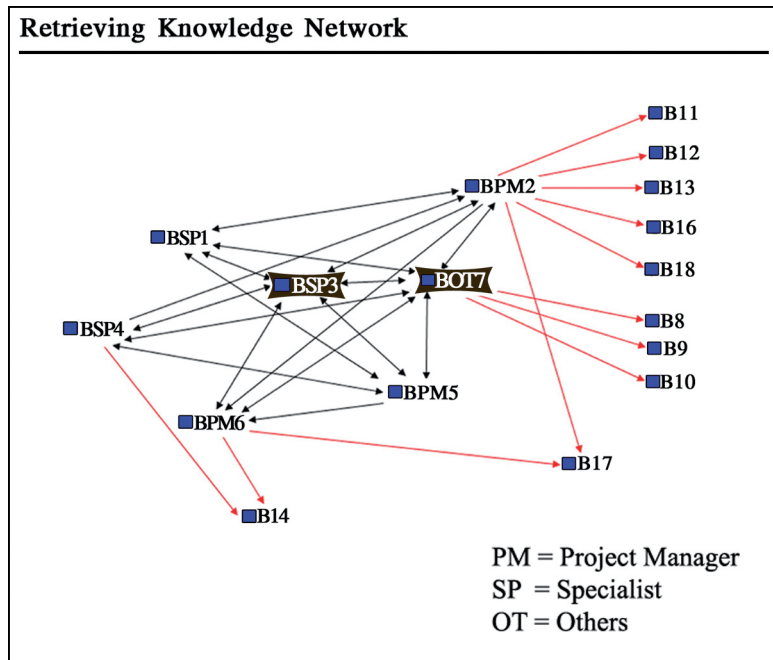 Retrieving Knowledge Network
B11
B12
BPM2
B13
B16
BSP1
B18
BSP3
BOT7
B8
BSP4
B9
B10
BPM5
BPM6
B17
B14
PM = Project Manager
SP = Specialist
OT = Others